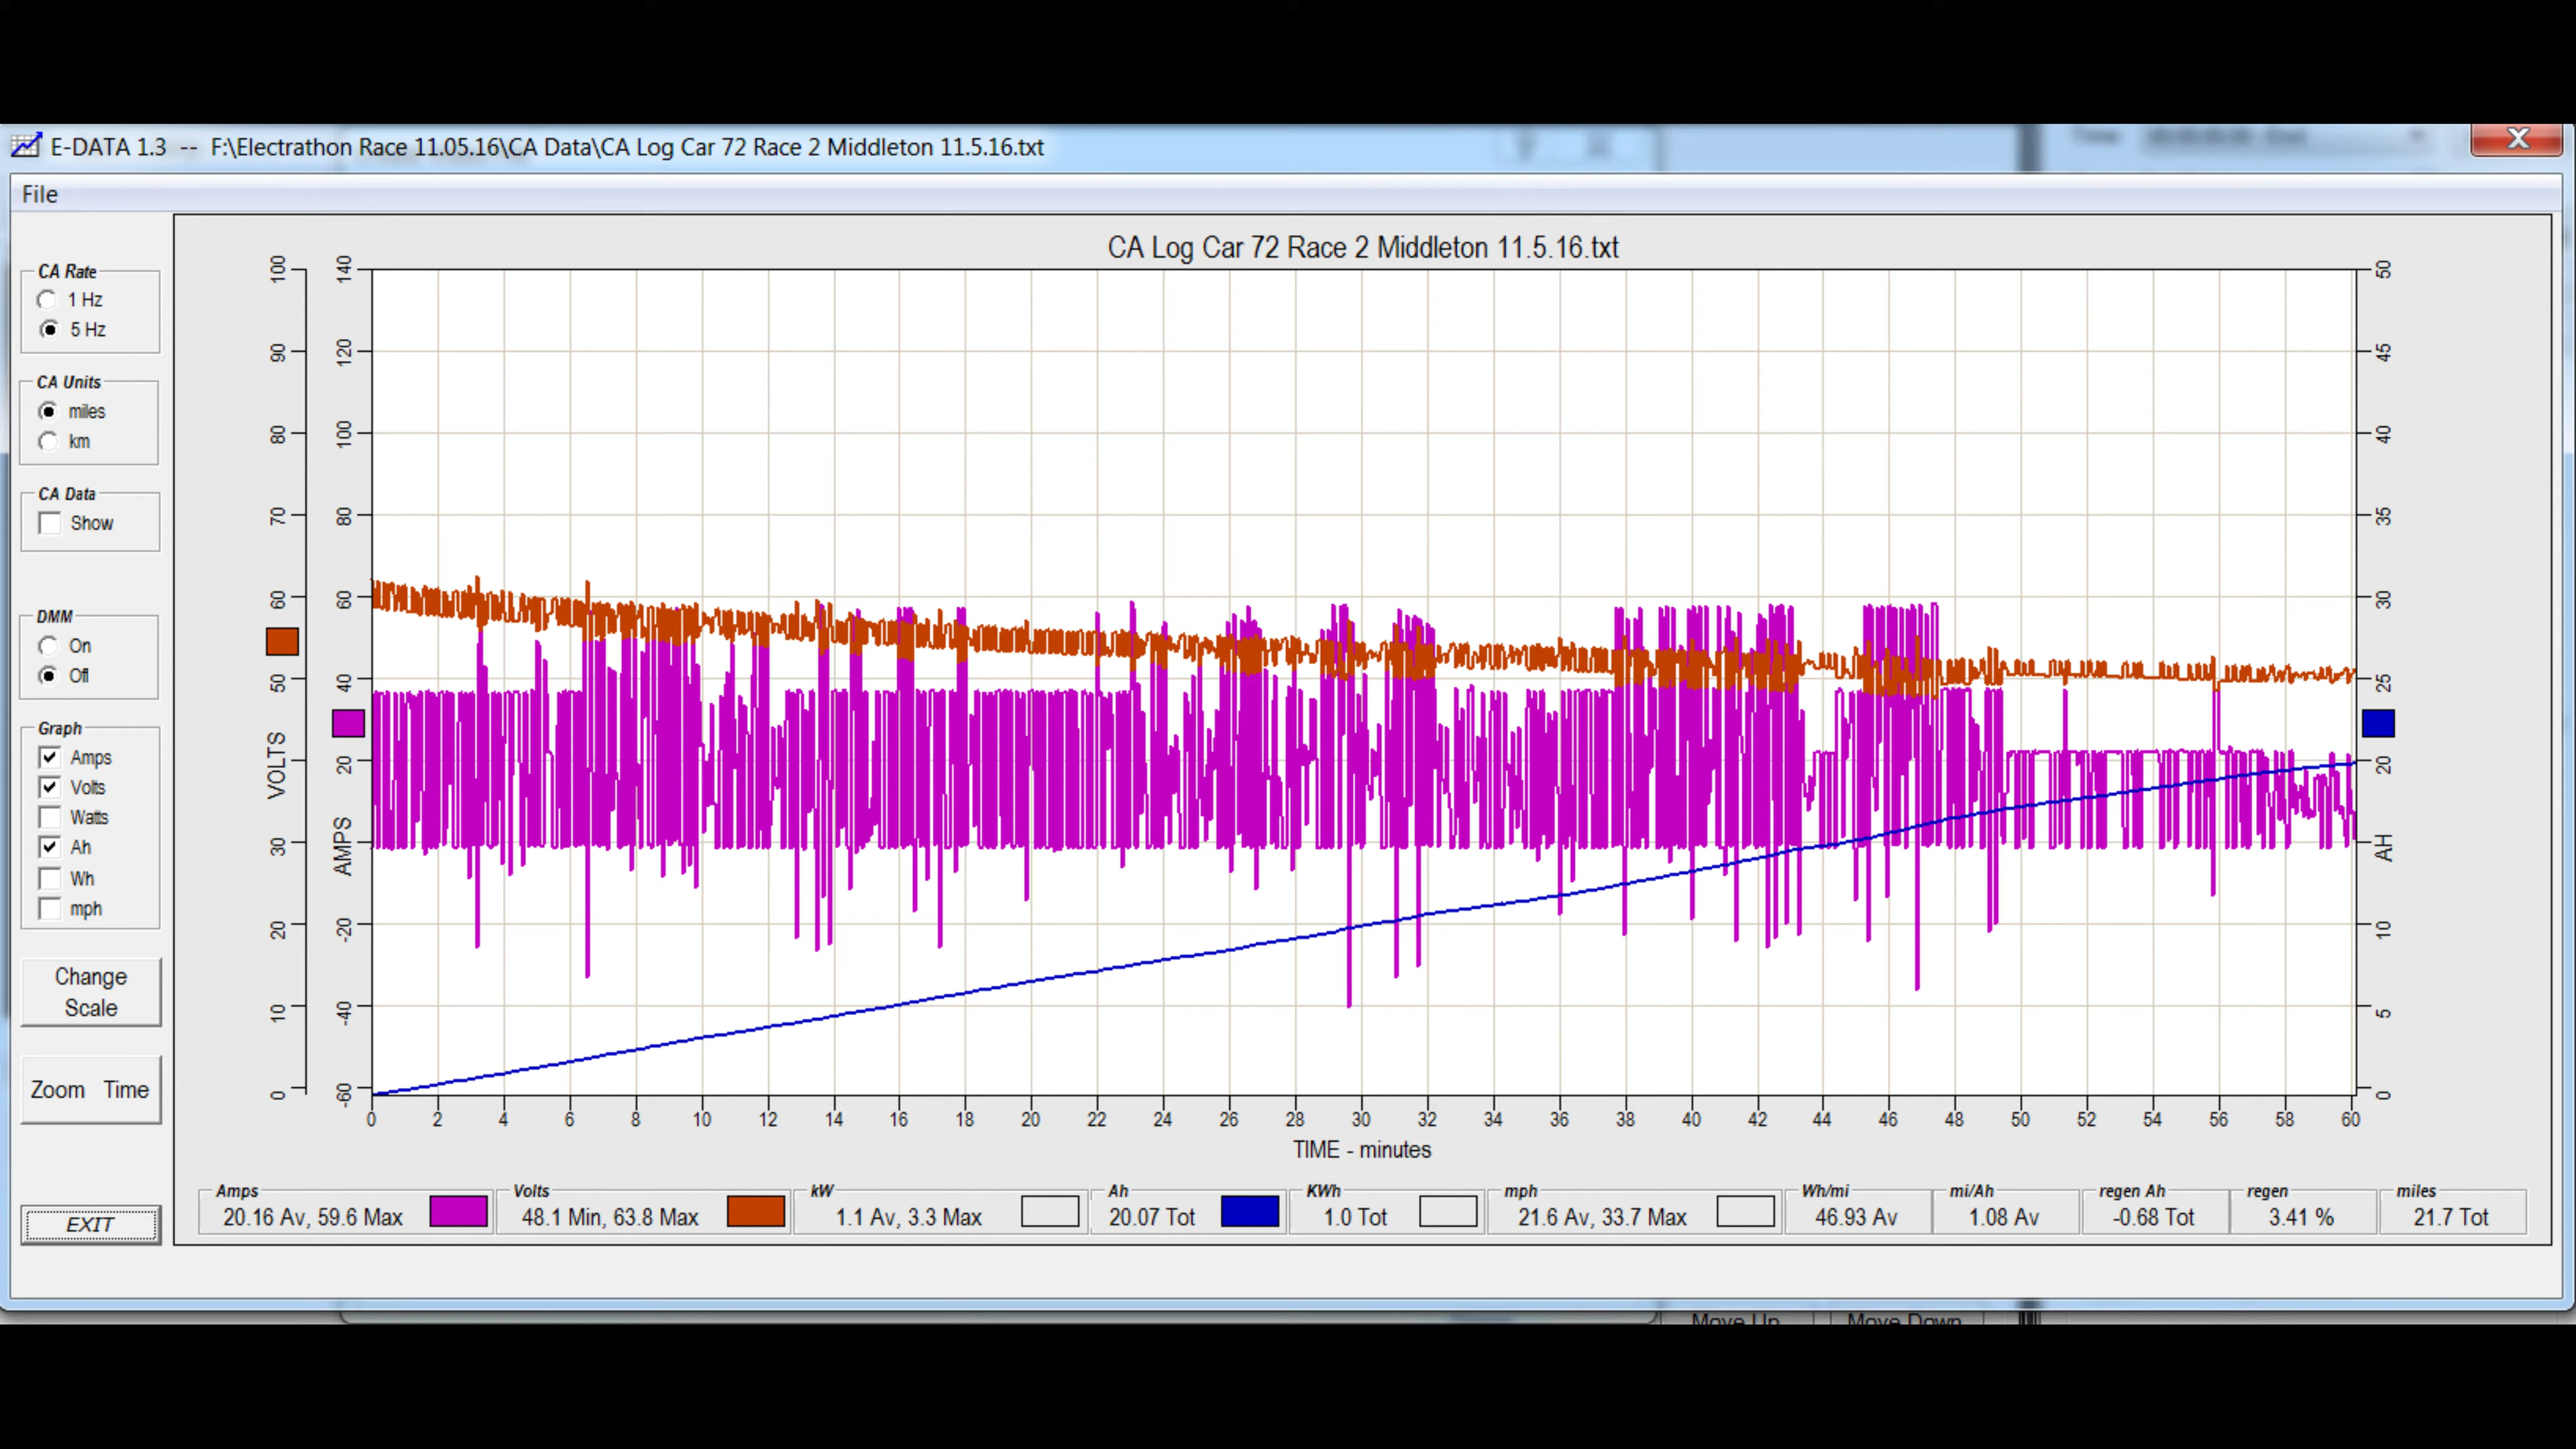 E-DATA 1.3 -- F:\Electrathon Race 11.05.16\CA Data\CA Log Car 72 Race 2 Middleton 11.5.16.txt
File
CA Rate
1 Hz
5 Hz
CA Units
miles
km
CA Data
Show
DMM
On
Off
Graph
Amps
Volts
Watts
Ah
Wh
mph
Change
Scale
Zoom Time
EXIT
CA Log Car 72 Race 2 Middleton 11.5.16.txt
100 90 80 70 60 50 30 20 10 0
VOLTS
140 120 100 80 60 40 20 -20 -40 -60
AMPS
50 45 40 35 30 25 20 10 5 0
AH
0 2 4 6 8 10 12 14 16 18 20 22 24 26 28 30 32 34 36 38 40 42 44 46 48 50 52 54 56 58 60
TIME - minutes
Amps Volts kW Ah KWh mph Wh/mi mi/Ah regen Ah regen miles
20.16 Av, 59.6 Max 48.1 Min, 63.8 Max 1.1 Av, 3.3 Max 20.07 Tot 1.0 Tot 21.6 Av, 33.7 Max 46.93 Av 1.08 Av -0.68 Tot 3.41 % 21.7 Tot
Move Up Move Down